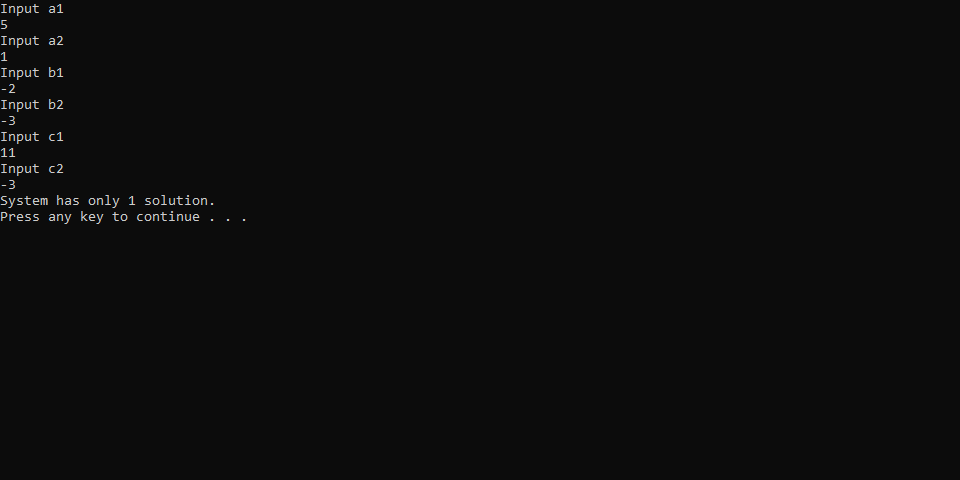 Input a1
5
Input a2
1
Input b1
-2
Input b2
-3
Input c1
11
Input c2
-3
System has only 1 solution.
Press any key to continue . . .